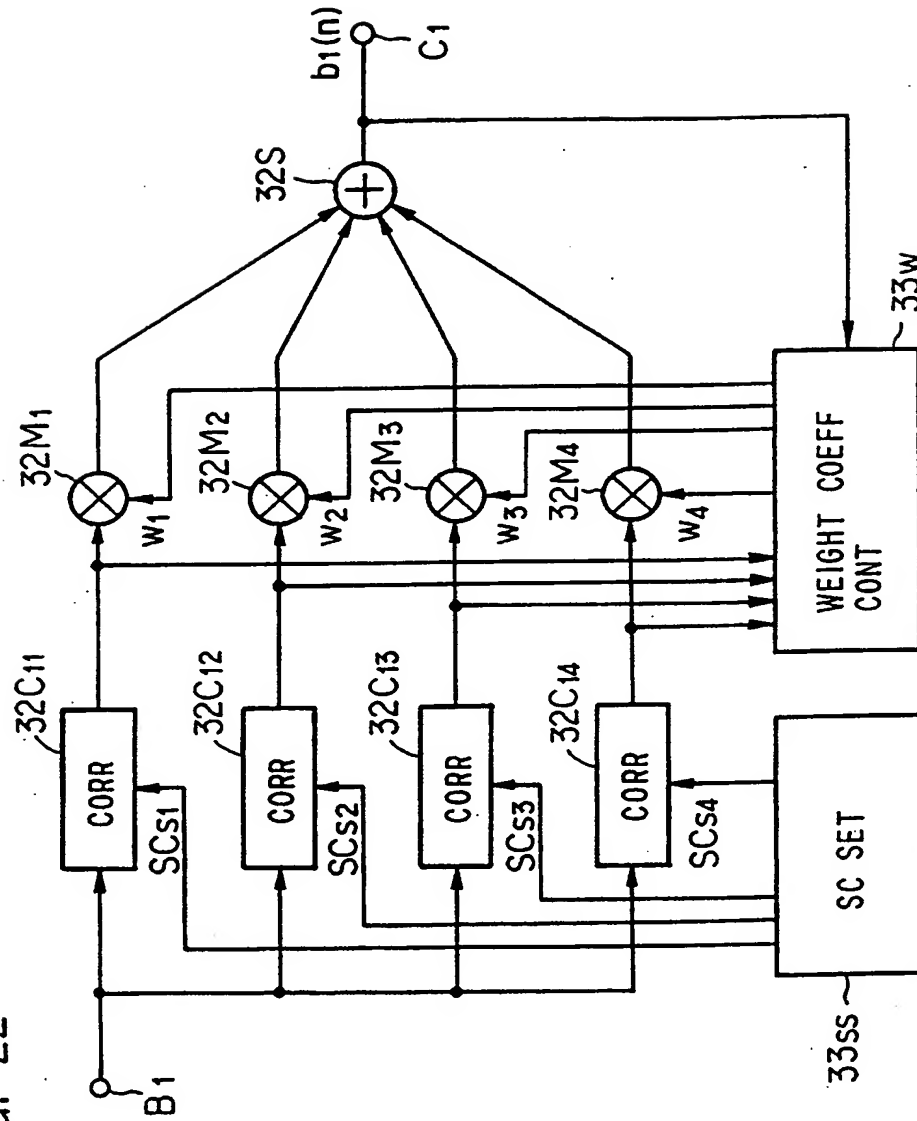 22
B1
32C11
CORR
SCS1
32C12
CORR
SCS2
32C13
CORR
SCS3
32C14
CORR
SCS4
33SS
SC SET
32M1
W1
32M2
W2
32M3
W3
32M4
W4
WEIGHT COEFF
CONT
33W
32S
b1(n)
C1